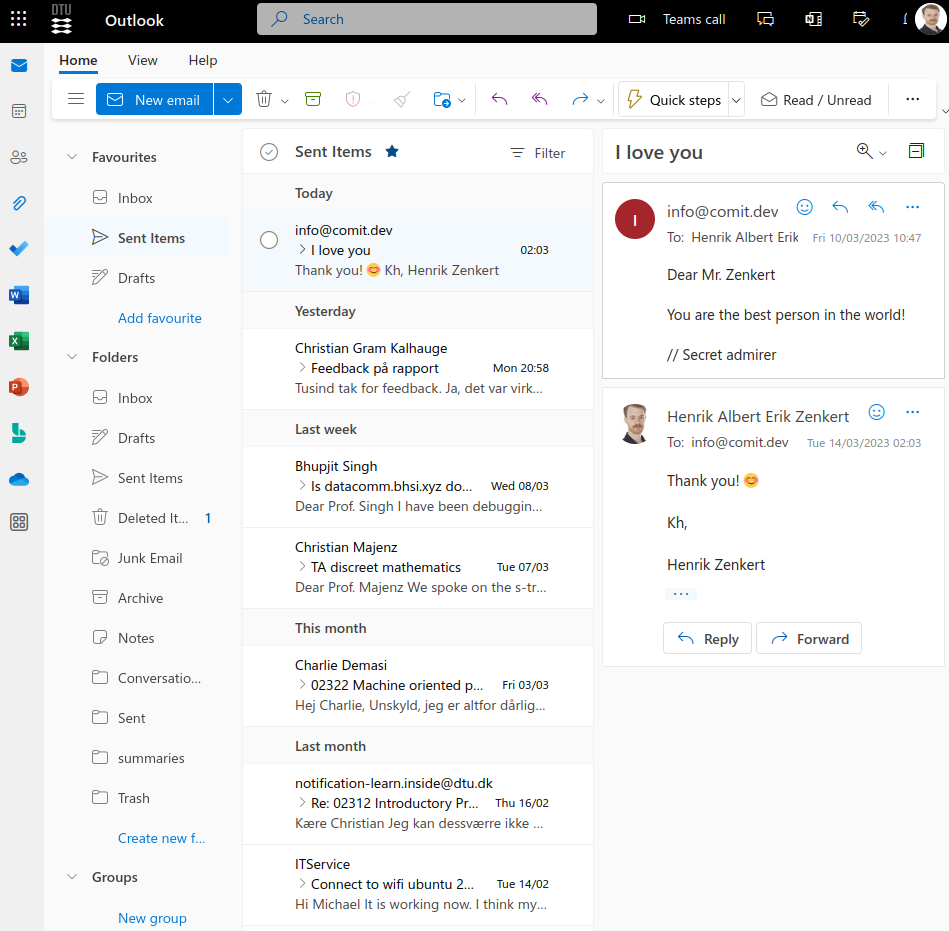 DTU
Outlook
Search
Teams call
Home View Help
New email
Quick steps
Read / Unread
Favourites
Inbox
Sent Items
Drafts
Add favourite
Folders
Inbox
Drafts
Sent Items
Deleted It... 1
Junk Email
Archive
Notes
Conversatio...
Sent
summaries
Trash
Create new f...
Groups
New group
Sent Items
Filter
Today
info@comit.dev
I love you 02:03
Thank you! 😊 Kh, Henrik Zenkert
Yesterday
Christian Gram Kalhauge
Feedback på rapport Mon 20:58
Tusind tak for feedback. Ja, det var virk...
Last week
Bhupjit Singh
Is datacomm.bhsi.xyz do... Wed 08/03
Dear Prof. Singh I have been debuggin...
Christian Majenz
TA discreet mathematics Tue 07/03
Dear Prof. Majenz We spoke on the s-tr...
This month
Charlie Demasi
02322 Machine oriented p... Fri 03/03
Hej Charlie, Unskyld, jeg er altfor dårlig...
Last month
notification-learn.inside@dtu.dk
Re: 02312 Introductory Pr... Thu 16/02
Kære Christian Jeg kan dessværre ikke ...
ITService
Connect to wifi ubuntu 2... Tue 14/02
Hi Michael It is working now. I think my...
I love you
I
info@comit.dev
To: Henrik Albert Erik Fri 10/03/2023 10:47
Dear Mr. Zenkert
You are the best person in the world!
// Secret admirer
Henrik Albert Erik Zenkert
To: info@comit.dev Tue 14/03/2023 02:03
Thank you! 😊
Kh,
Henrik Zenkert
Reply
Forward